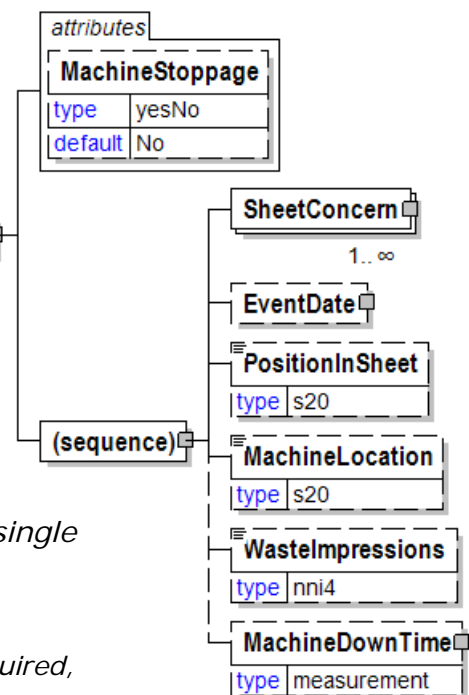 attributes
MachineStoppage
type yesNo
default No
SheetConcern
1.. ∞
EventDate
PositionInSheet
type s20
(sequence)
MachineLocation
type s20
single
WasteImpressions
type nni4
uired,
MachineDownTime
type measurement